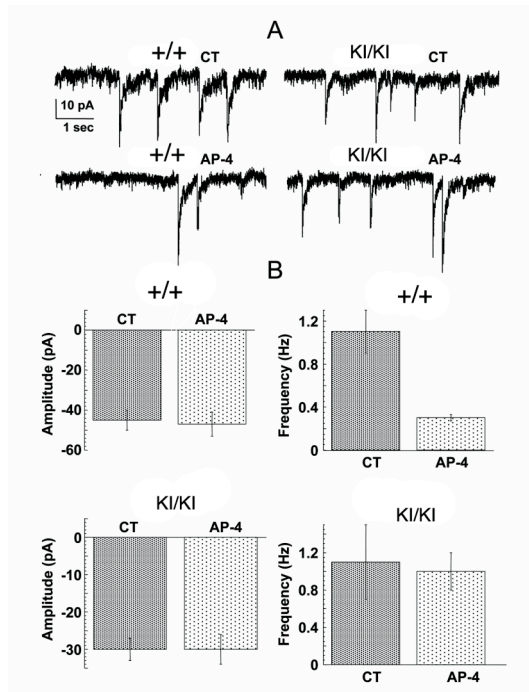 A
+/+ CT KI/KI CT
10 pA
1 sec
+/+ AP-4 KI/KI AP-4
B
+/+ +/+
CT AP-4
0
-20
-40
-60
Amplitude (pA)
1.2
0.8
0.4
0
Frequency (Hz)
CT AP-4
KI/KI KI/KI
CT AP-4
0
-10
-20
-30
Amplitude (pA)
1.2
0.8
0.4
0
Frequency (Hz)
CT AP-4